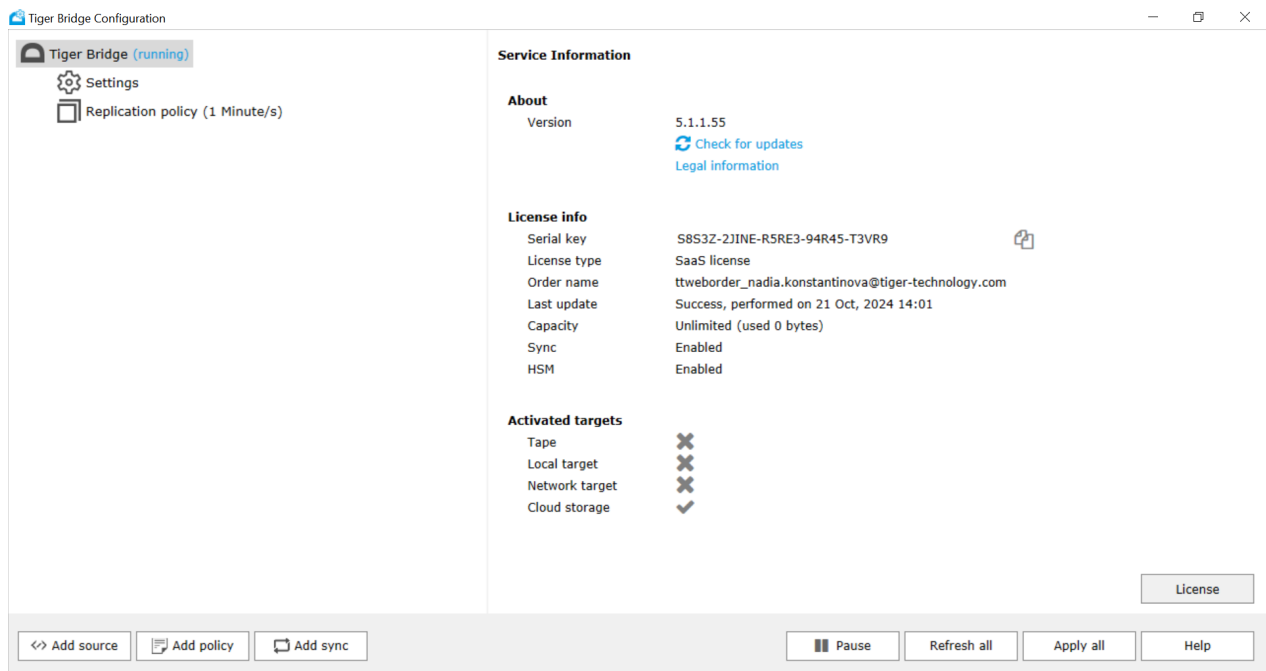 Tiger Bridge Configuration
Tiger Bridge (running)
Settings
Replication policy (1 Minute/s)
Service Information
About
Version 5.1.1.55
Check for updates
Legal information
License info
Serial key S8S3Z-2JINE-R5RE3-94R45-T3VR9
License type SaaS license
Order name ttweborder_nadia.konstantinova@tiger-technology.com
Last update Success, performed on 21 Oct, 2024 14:01
Capacity Unlimited (used 0 bytes)
Sync Enabled
HSM Enabled
Activated targets
Tape
Local target
Network target
Cloud storage
License
Add source Add policy Add sync Pause Refresh all Apply all Help